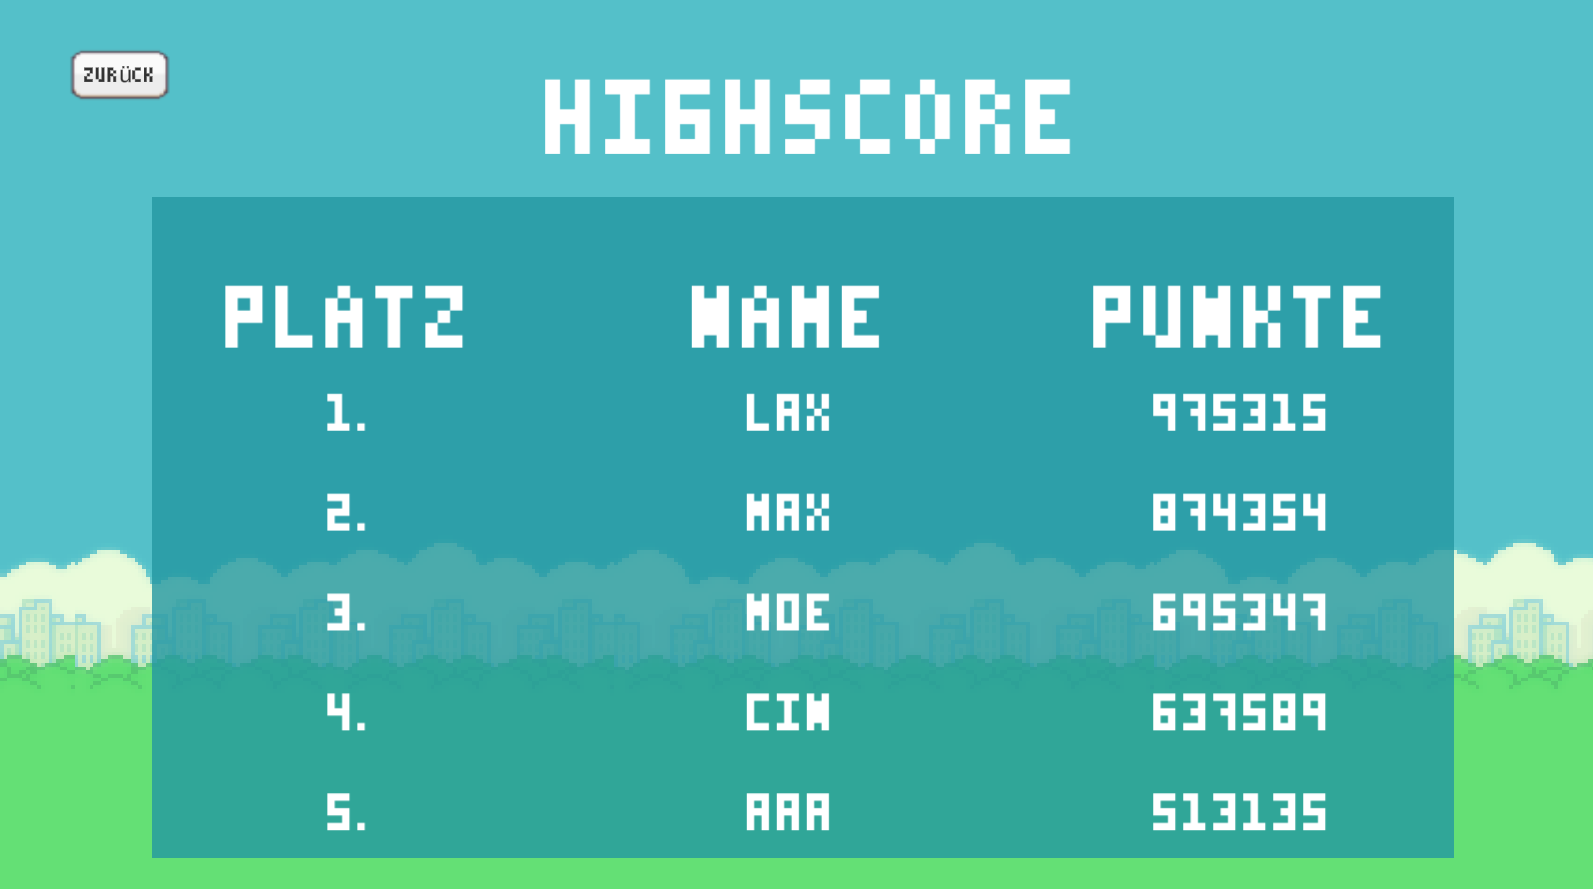 ZURÜCK
HIGHSCORE
PLATZ NAME PUNKTE
1. LAX 975315
2. MAX 874354
3. MOE 695347
4. CIN 637589
5. AAA 513135